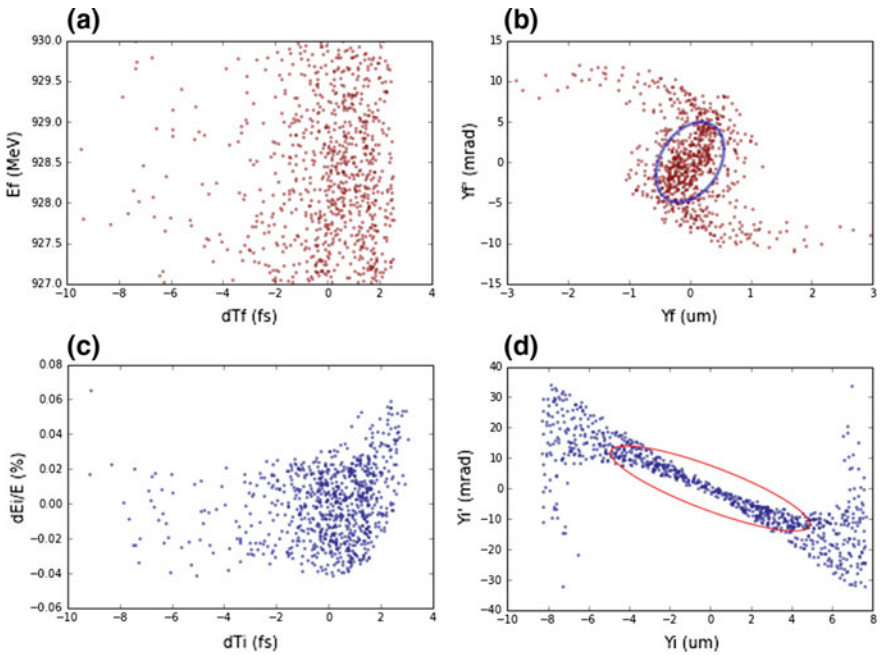 (a) (b)
930.0
929.5
929.0
928.5
928.0
927.5
927.0
Ef (MeV)
−10 −8 −6 −4 −2 0 2 4
dTf (fs)
15
10
5
0
−5
−10
−15
Yf' (mrad)
−3 −2 −1 0 1 2 3
Yf (um)
(c) (d)
0.08
0.06
0.04
0.02
0.00
−0.02
−0.04
−0.06
dEi/E (%)
−10 −8 −6 −4 −2 0 2 4
dTi (fs)
40
30
20
10
0
−10
−20
−30
−40
Yi' (mrad)
−10 −8 −6 −4 −2 0 2 4 6 8
Yi (um)